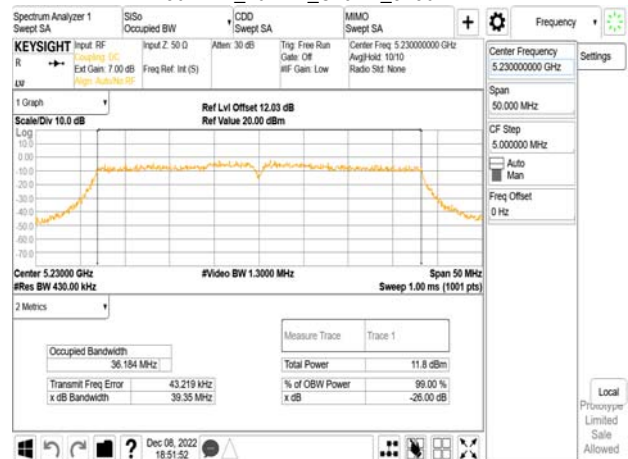 Spectrum Analyzer 1
Swept SA
SISo
Occupied BW
CDD
Swept SA
MIMO
Swept SA
Frequency
KEYSIGHT
R
Input: RF
Coupling: DC
Ext Gain: 7.00 dB
Align: Auto/No RF
Input Z: 50 Ω
Freq Ref: Int (S)
Atten: 30 dB
Trig: Free Run
Gate: Off
#IF Gain: Low
Center Freq: 5.230000000 GHz
Avg|Hold: 10/10
Radio Std: None
Center Frequency
5.230000000 GHz
Settings
Span
50.000 MHz
CF Step
5.000000 MHz
Auto
Man
Freq Offset
0 Hz
1 Graph
Ref Lvl Offset 12.03 dB
Scale/Div 10.0 dB
Ref Value 20.00 dBm
Log
10.0
0.00
-10.0
-20.0
-30.0
-40.0
-50.0
-60.0
-70.0
Center 5.23000 GHz
#Video BW 1.3000 MHz
Span 50 MHz
#Res BW 430.00 kHz
Sweep 1.00 ms (1001 pts)
2 Metrics
Measure Trace
Trace 1
Occupied Bandwidth
36.184 MHz
Total Power
11.8 dBm
Transmit Freq Error
43.219 kHz
% of OBW Power
99.00 %
x dB Bandwidth
39.35 MHz
x dB
-26.00 dB
Local
Prototype
Limited
Sale
Allowed
Dec 08, 2022
18:51:52